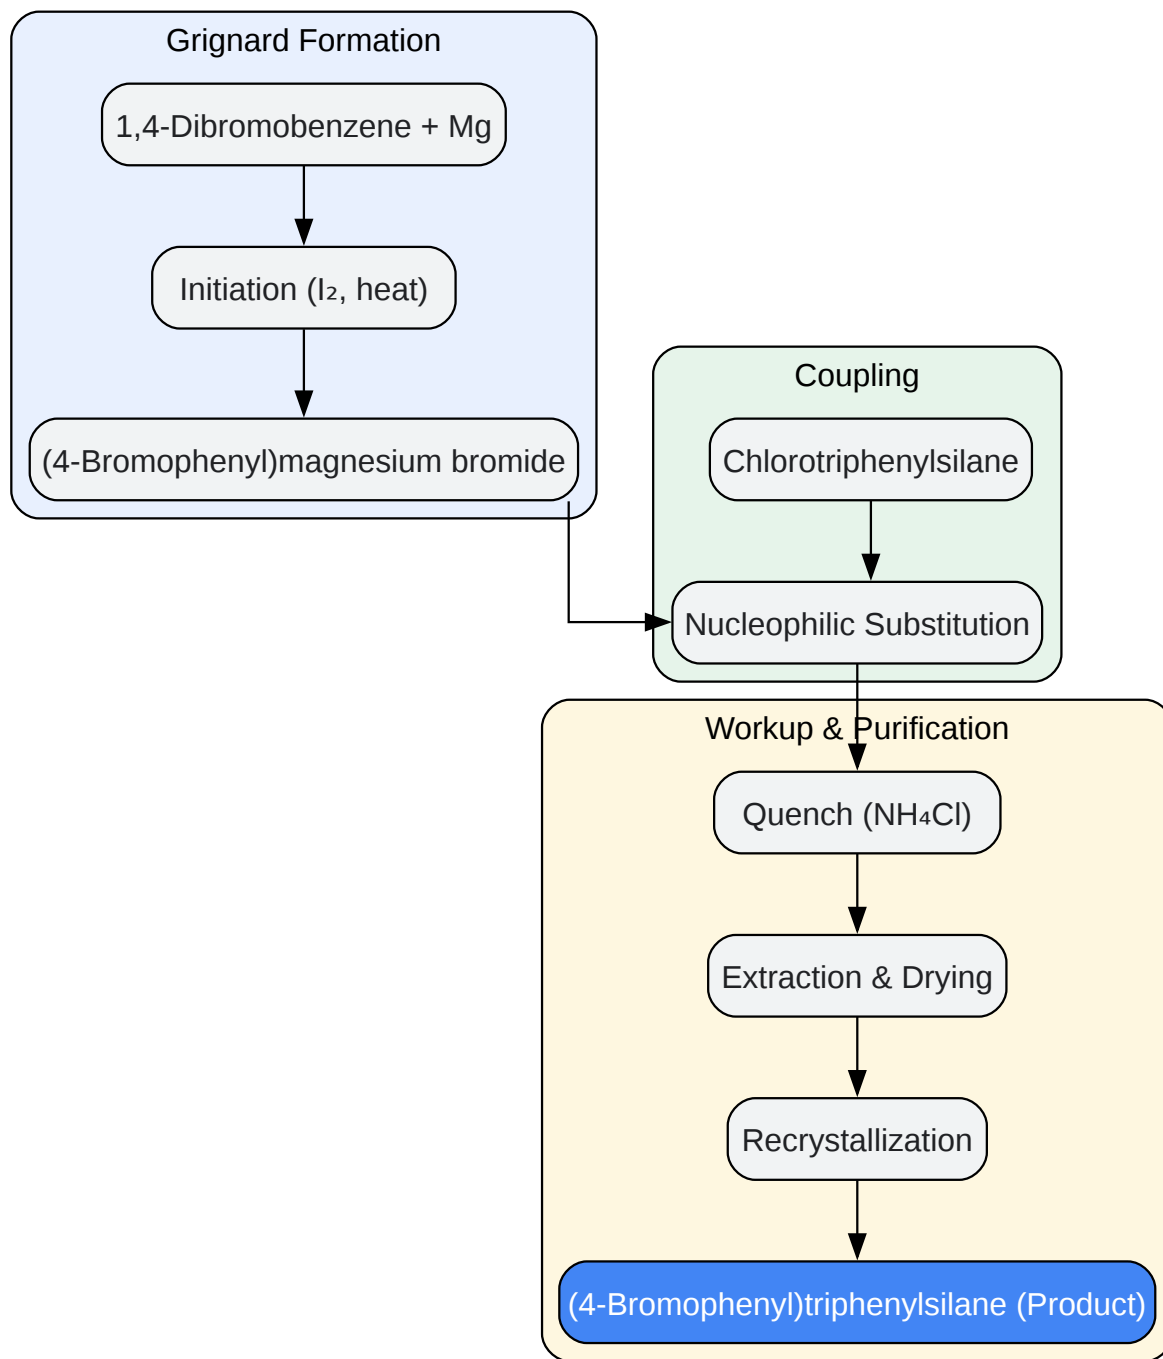 Grignard Formation
1,4-Dibromobenzene + Mg
Initiation (I₂, heat)
(4-Bromophenyl)magnesium bromide
Coupling
Chlorotriphenylsilane
Nucleophilic Substitution
Workup & Purification
Quench (NH₄Cl)
Extraction & Drying
Recrystallization
(4-Bromophenyl)triphenylsilane (Product)